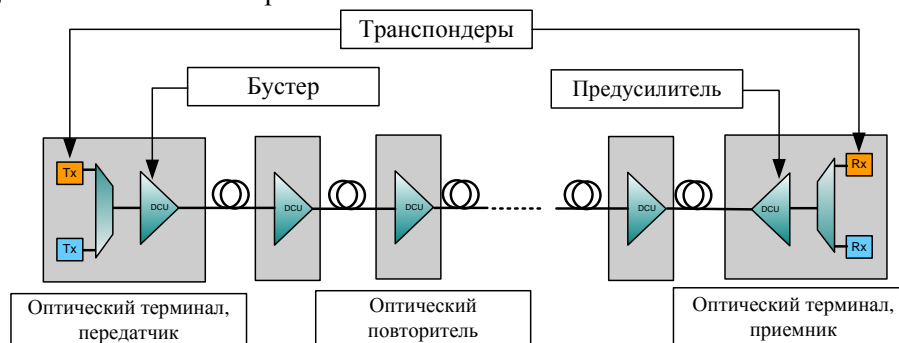 Транспондеры
Бустер
Предусилитель
Tx
Rx
DCU
DCU
DCU
DCU
DCU
Tx
Rx
Оптический терминал,
передатчик
Оптический
повторитель
Оптический терминал,
приемник